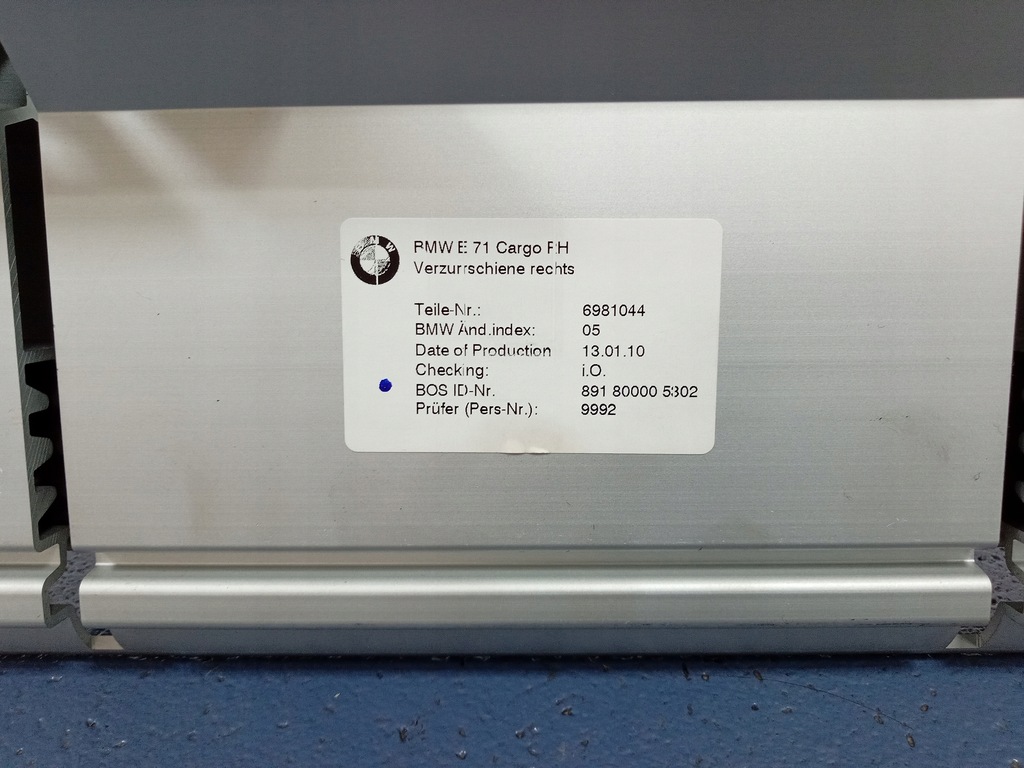 BMW
BMW E 71 Cargo RH
Verzurrschiene rechts
Teile-Nr.: 6981044
BMW Änd.index: 05
Date of Production 13.01.10
Checking: i.O.
BOS ID-Nr. 891 80000 5302
Prüfer (Pers-Nr.): 9992